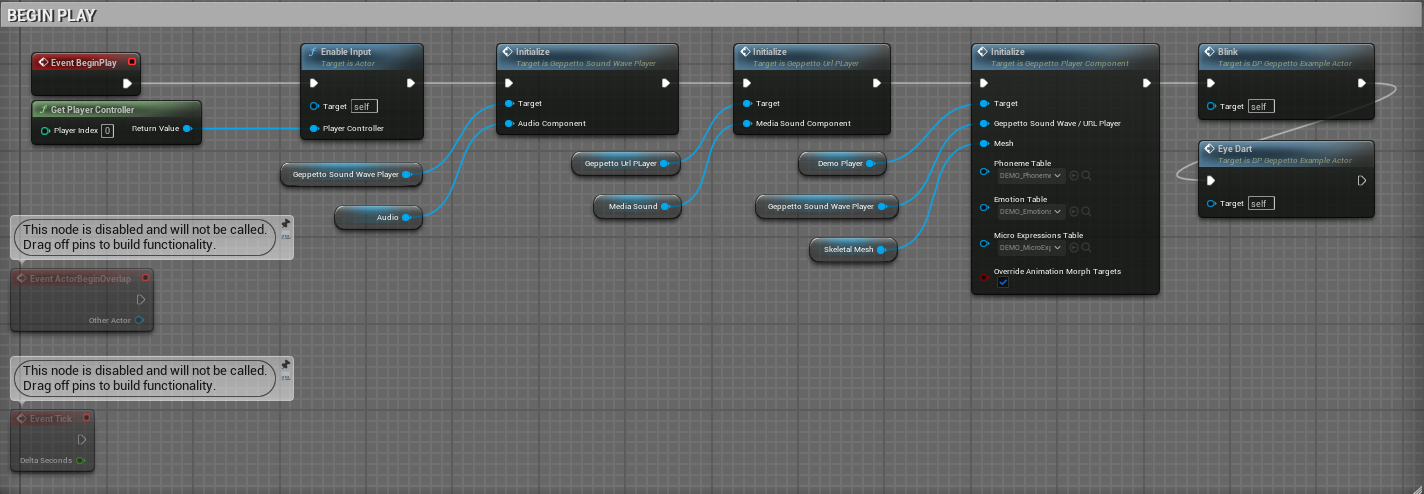 BEGIN PLAY
Event BeginPlay
Get Player Controller
Player Index 0
Return Value
Enable Input
Target is Actor
Target self
Player Controller
Geppetto Sound Wave Player
Audio
Initialize
Target is Geppetto Sound Wave Player
Target
Audio Component
Geppetto Url PLayer
Media Sound
Initialize
Target is Geppetto Url PLayer
Target
Media Sound Component
Demo Player
Geppetto Sound Wave Player
Skeletal Mesh
Initialize
Target is Geppetto Player Component
Target
Geppetto Sound Wave / URL Player
Mesh
Phoneme Table
DEMO_Phonem
Emotion Table
DEMO_Emotions
Micro Expressions Table
DEMO_MicroExp
Override Animation Morph Targets
Blink
Target is DP Geppetto Example Actor
Target self
Eye Dart
Target is DP Geppetto Example Actor
Target self
This node is disabled and will not be called.
Drag off pins to build functionality.
Event ActorBeginOverlap
Other Actor
This node is disabled and will not be called.
Drag off pins to build functionality.
Event Tick
Delta Seconds